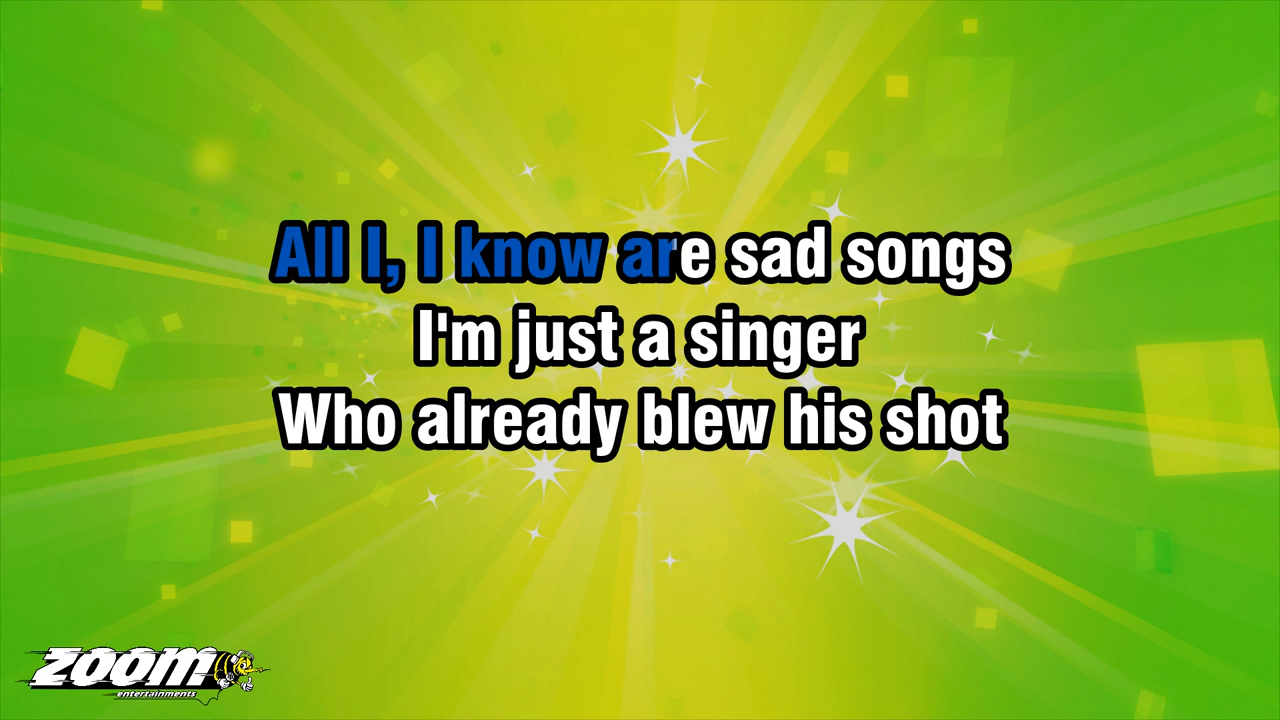 All I, I know are sad songs
I'm just a singer
Who already blew his shot
zoom
entertainments